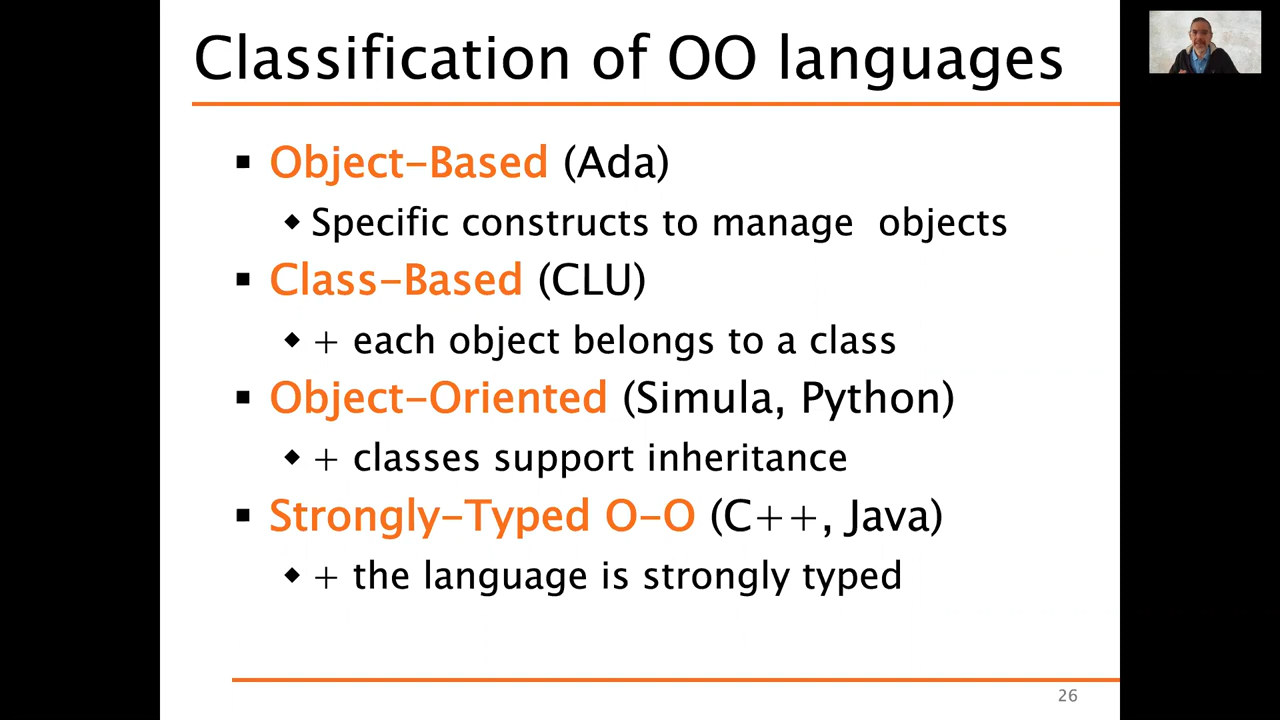 Classification of OO languages
▪ Object-Based (Ada)
◆ Specific constructs to manage objects
▪ Class-Based (CLU)
◆ + each object belongs to a class
▪ Object-Oriented (Simula, Python)
◆ + classes support inheritance
▪ Strongly-Typed O-O (C++, Java)
◆ + the language is strongly typed
26